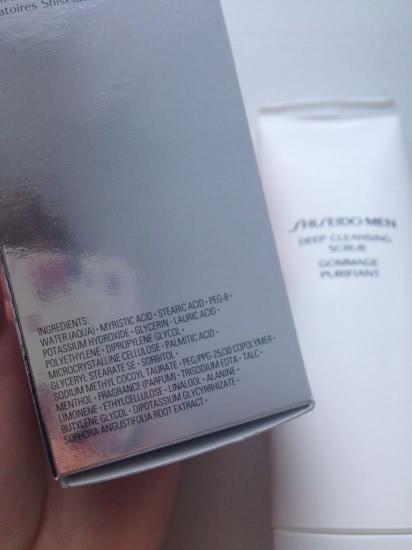 atoires Shiseido
INGREDIENTS:
WATER (AQUA)・MYRISTIC ACID・STEARIC ACID・PEG-8・
POTASSIUM HYDROXIDE・GLYCERIN・LAURIC ACID・
POLYETHYLENE・DIPROPYLENE GLYCOL・
MICROCRYSTALLINE CELLULOSE・PALMITIC ACID・
GLYCERYL STEARATE SE・SORBITOL・
SODIUM METHYL COCOYL TAURATE・PEG/PPG-25/30 COPOLYMER・
MENTHOL・FRAGRANCE (PARFUM)・TRISODIUM EDTA・TALC・
LIMONENE・ETHYLCELLULOSE・LINALOOL・ALANINE・
BUTYLENE GLYCOL・DIPOTASSIUM GLYCYRRHIZATE・
SOPHORA ANGUSTIFOLIA ROOT EXTRACT・
SHISEIDO MEN
DEEP CLEANSING
SCRUB
GOMMAGE
PURIFIANT